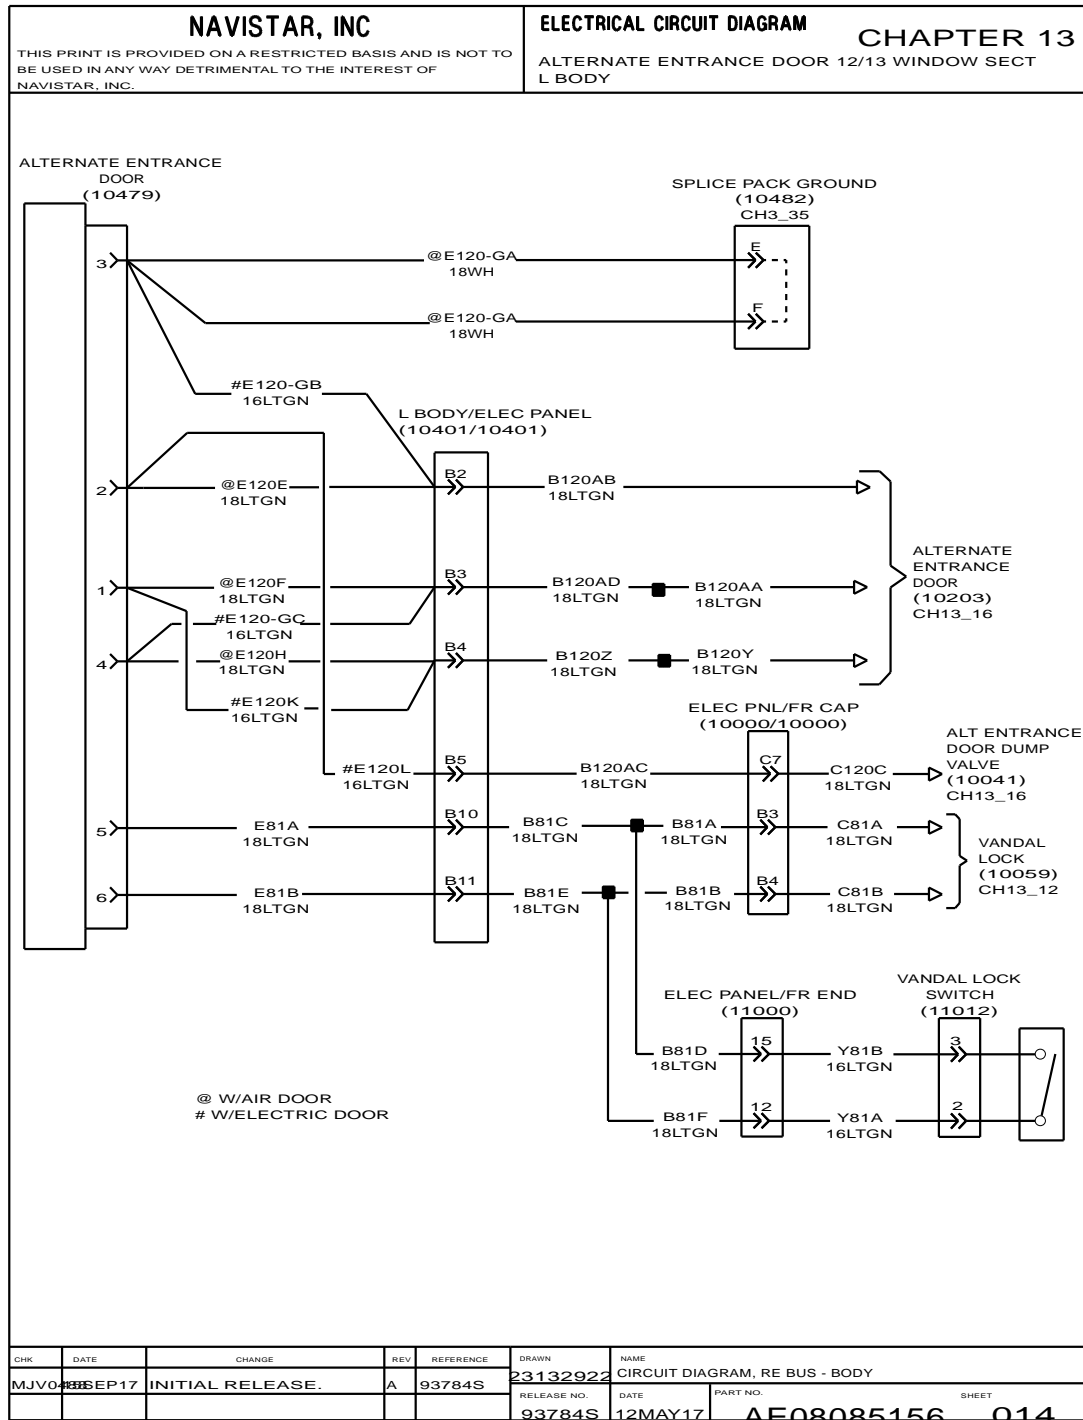 NAVISTAR, INC
THIS PRINT IS PROVIDED ON A RESTRICTED BASIS AND IS NOT TO
BE USED IN ANY WAY DETRIMENTAL TO THE INTEREST OF
NAVISTAR, INC.
ELECTRICAL CIRCUIT DIAGRAM
CHAPTER 13
ALTERNATE ENTRANCE DOOR 12/13 WINDOW SECT
L BODY
ALTERNATE ENTRANCE
DOOR
(10479)
SPLICE PACK GROUND
(10482)
CH3_35
3
@E120-GA
18WH
E
@E120-GA
18WH
F
#E120-GB
16LTGN
L BODY/ELEC PANEL
(10401/10401)
2
@E120E
18LTGN
B2
B120AB
18LTGN
1
@E120F
18LTGN
B3
B120AD
18LTGN
B120AA
18LTGN
ALTERNATE
ENTRANCE
DOOR
(10203)
CH13_16
#E120-GC
16LTGN
4
@E120H
18LTGN
B4
B120Z
18LTGN
B120Y
18LTGN
#E120K
16LTGN
ELEC PNL/FR CAP
(10000/10000)
#E120L
16LTGN
B5
B120AC
18LTGN
C7
C120C
18LTGN
ALT ENTRANCE
DOOR DUMP
VALVE
(10041)
CH13_16
5
E81A
18LTGN
B10
B81C
18LTGN
B81A
18LTGN
B3
C81A
18LTGN
VANDAL
LOCK
(10059)
CH13_12
6
E81B
18LTGN
B11
B81E
18LTGN
B81B
18LTGN
B4
C81B
18LTGN
ELEC PANEL/FR END
(11000)
VANDAL LOCK
SWITCH
(11012)
B81D
18LTGN
15
Y81B
16LTGN
3
B81F
18LTGN
12
Y81A
16LTGN
2
@ W/AIR DOOR
# W/ELECTRIC DOOR
CHK DATE CHANGE REV REFERENCE DRAWN NAME
23132922 CIRCUIT DIAGRAM, RE BUS - BODY
SEP17 INITIAL RELEASE. A 93784S
RELEASE NO. DATE PART NO. SHEET
93784S 12MAY17 AE08085156 014